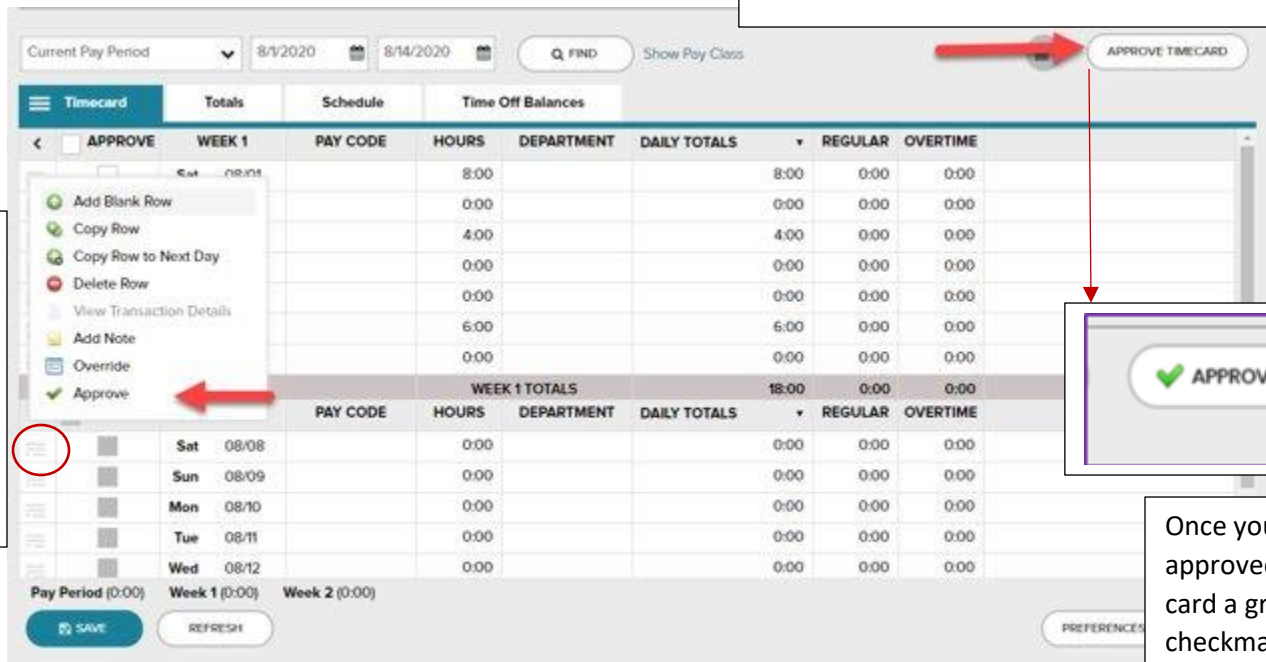 Current Pay Period 8/1/2020 8/14/2020 FIND Show Pay Class APPROVE TIMECARD
Timecard Totals Schedule Time Off Balances
APPROVE WEEK 1 PAY CODE HOURS DEPARTMENT DAILY TOTALS REGULAR OVERTIME
Sat 08/01 8:00 8:00 0:00 0:00
Add Blank Row 0:00 0:00 0:00 0:00
Copy Row 4:00 4:00 0:00 0:00
Copy Row to Next Day 0:00 0:00 0:00 0:00
Delete Row 0:00 0:00 0:00 0:00
View Transaction Details
Add Note 6:00 6:00 0:00 0:00
Override 0:00 0:00 0:00 0:00
Approve WEEK 1 TOTALS 18:00 0:00 0:00
PAY CODE HOURS DEPARTMENT DAILY TOTALS REGULAR OVERTIME
APPROV
Sat 08/08 0:00 0:00 0:00 0:00
Sun 08/09 0:00 0:00 0:00 0:00
Mon 08/10 0:00 0:00 0:00 0:00
Tue 08/11 0:00 0:00 0:00 0:00
Wed 08/12 0:00 0:00 0:00 0:00
Pay Period (0:00) Week 1 (0:00) Week 2 (0:00)
SAVE REFRESH PREFERENCES
Once you
approved
card a gr
checkma